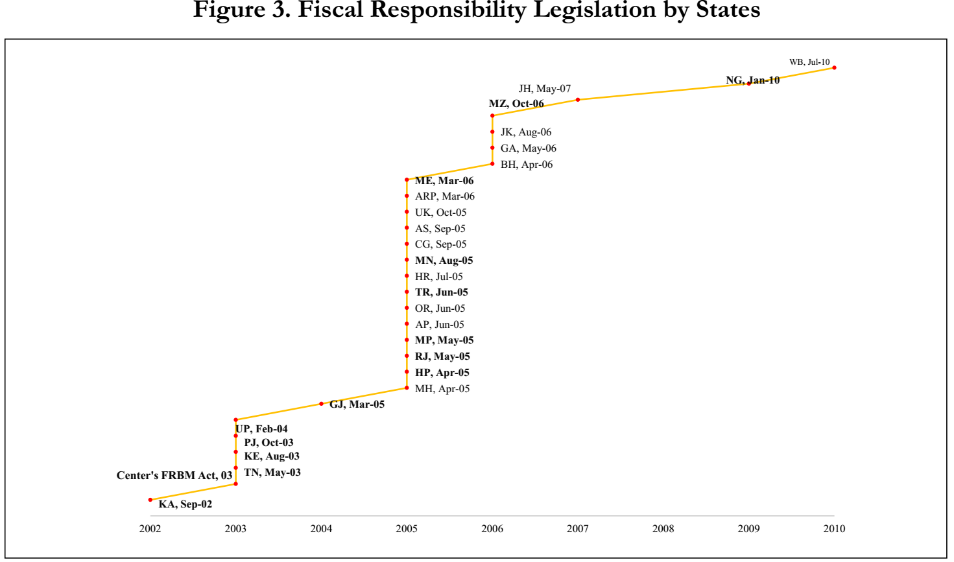 Figure 3. Fiscal Responsibility Legislation by States
WB, Jul-10
NG, Jan-10
JH, May-07
MZ, Oct-06
JK, Aug-06
GA, May-06
BH, Apr-06
ME, Mar-06
ARP, Mar-06
UK, Oct-05
AS, Sep-05
CG, Sep-05
MN, Aug-05
HR, Jul-05
TR, Jun-05
OR, Jun-05
AP, Jun-05
MP, May-05
RJ, May-05
HP, Apr-05
MH, Apr-05
GJ, Mar-05
UP, Feb-04
PJ, Oct-03
KE, Aug-03
TN, May-03
Center's FRBM Act, 03
KA, Sep-02
2002 2003 2004 2005 2006 2007 2008 2009 2010